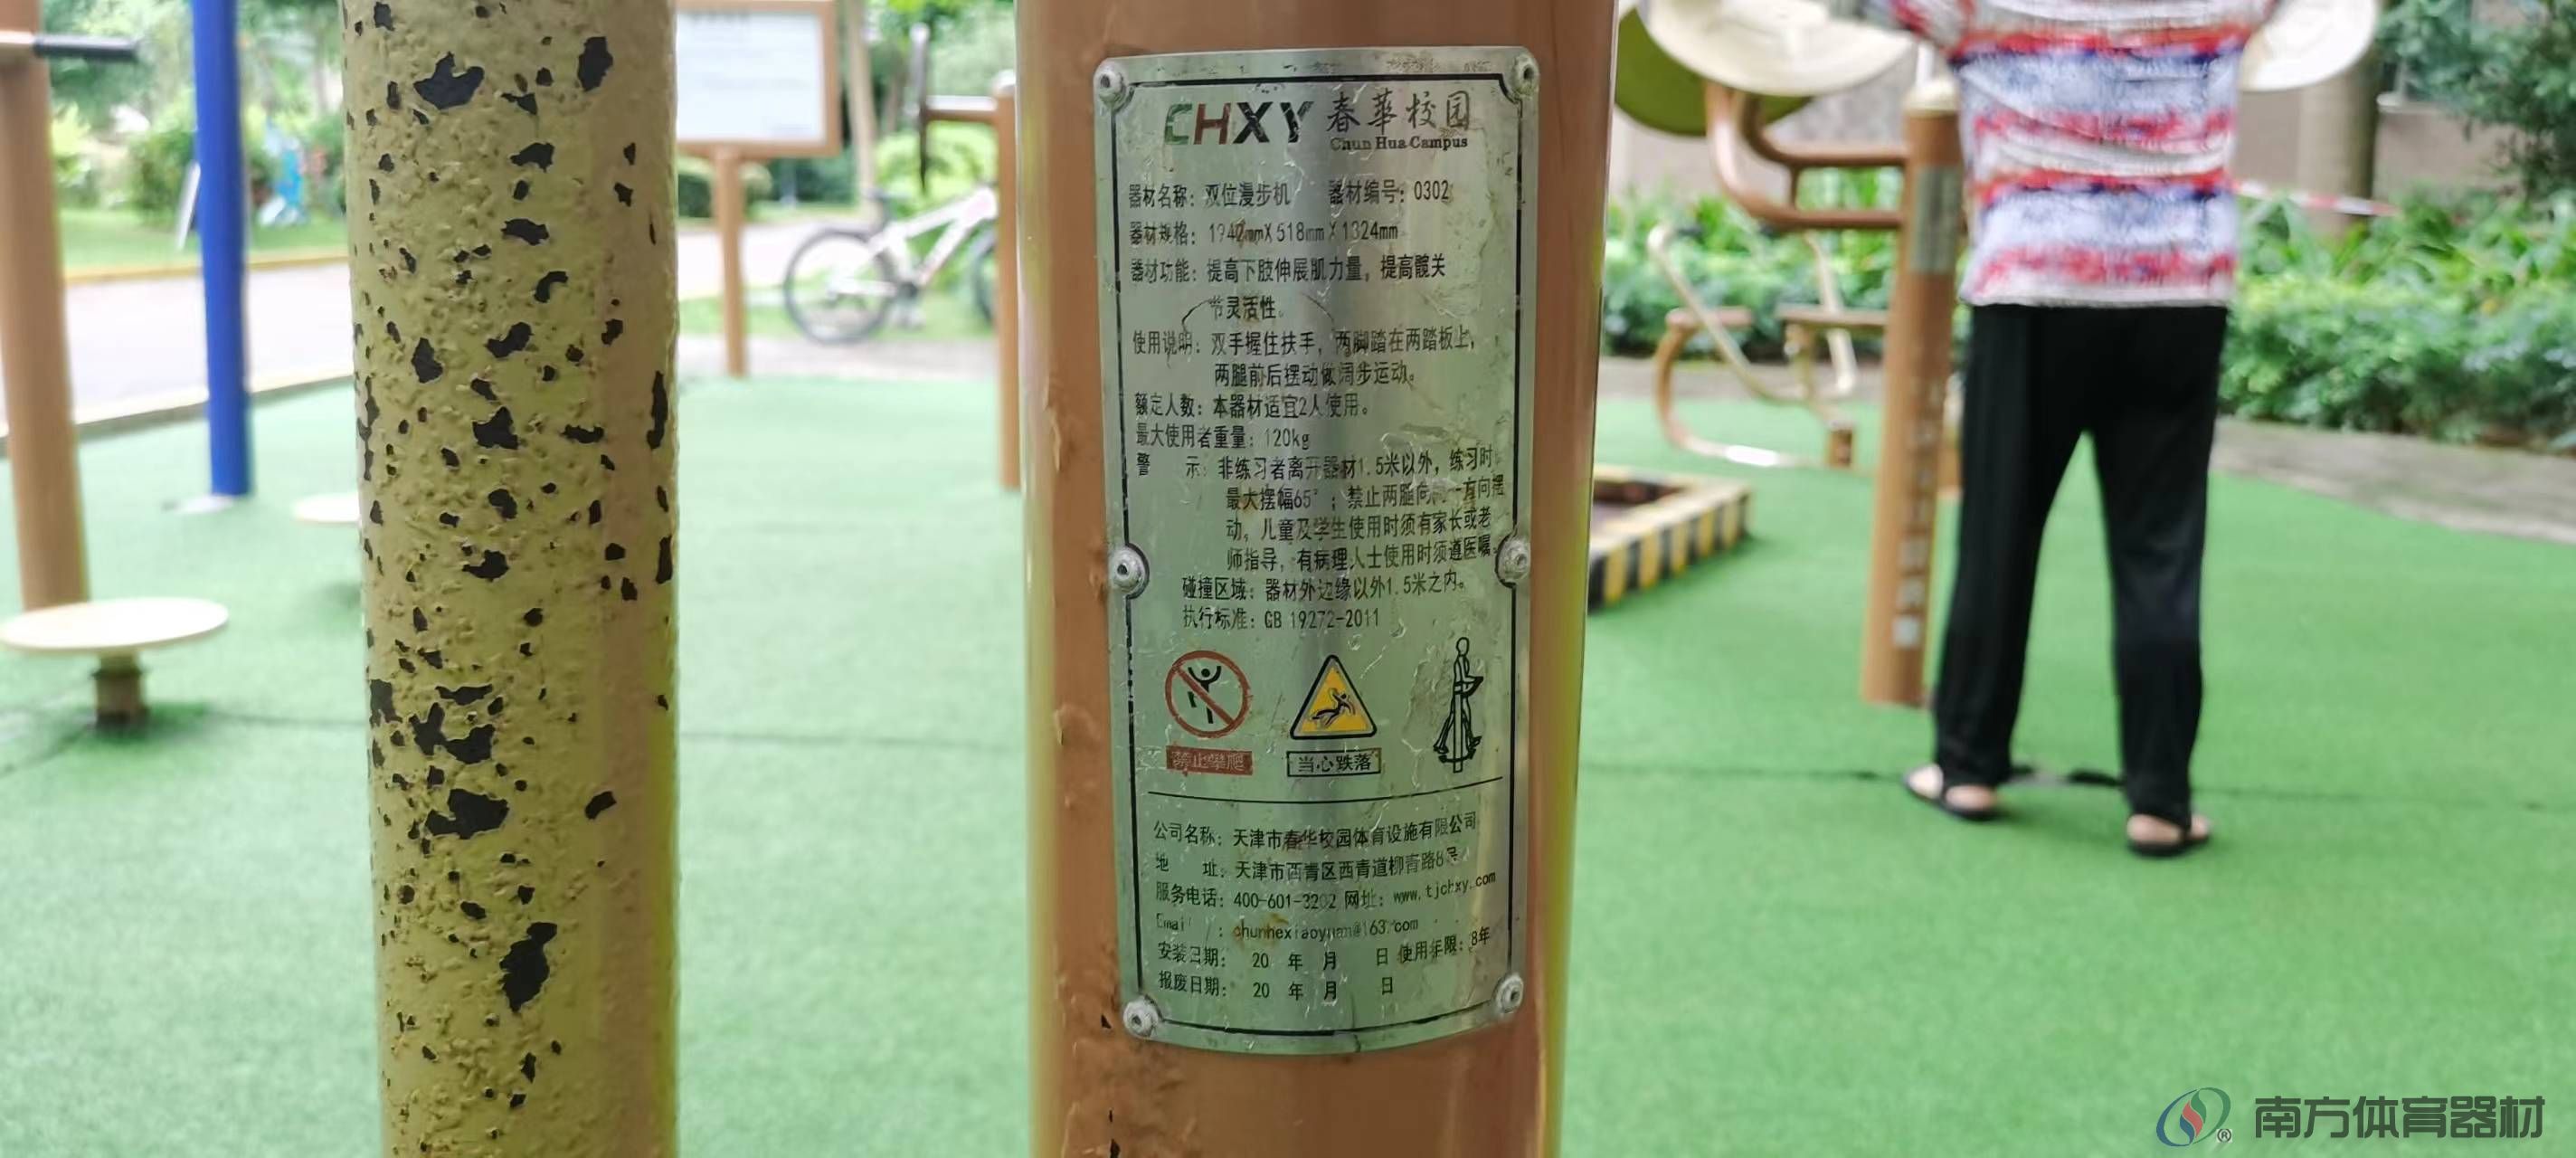 CHXY 春華校园
Chun Hua Campus
器材名称：双位漫步机 器材编号：0302
器材规格：1942mmX518mmX1324mm
器材功能：提高下肢伸展肌力量，提高髋关
节灵活性。
使用说明：双手握住扶手，两脚踏在两踏板上，
两腿前后摆动做阔步运动。
额定人数：本器材适宜2人使用。
最大使用者重量：120kg
警 示：非练习者离开器材1.5米以外，练习时
最大摆幅65°；禁止两腿向同一方向摆
动。儿童及学生使用时须有家长或老
师指导，有病理人士使用时须遵医嘱。
碰撞区域：器材外边缘以外1.5米之内。
执行标准：GB 19272-2011
禁止攀爬
当心跌落
公司名称：天津市春华校园体育设施有限公司
地 址：天津市西青区西青道柳青路8号
服务电话：400-601-3202 网址：www.tjchxy.com
Email ：chunhexiaoyuan@163.com
安装日期： 20 年 月 日 使用年限：8年
报废日期： 20 年 月 日
南方体育器材
®